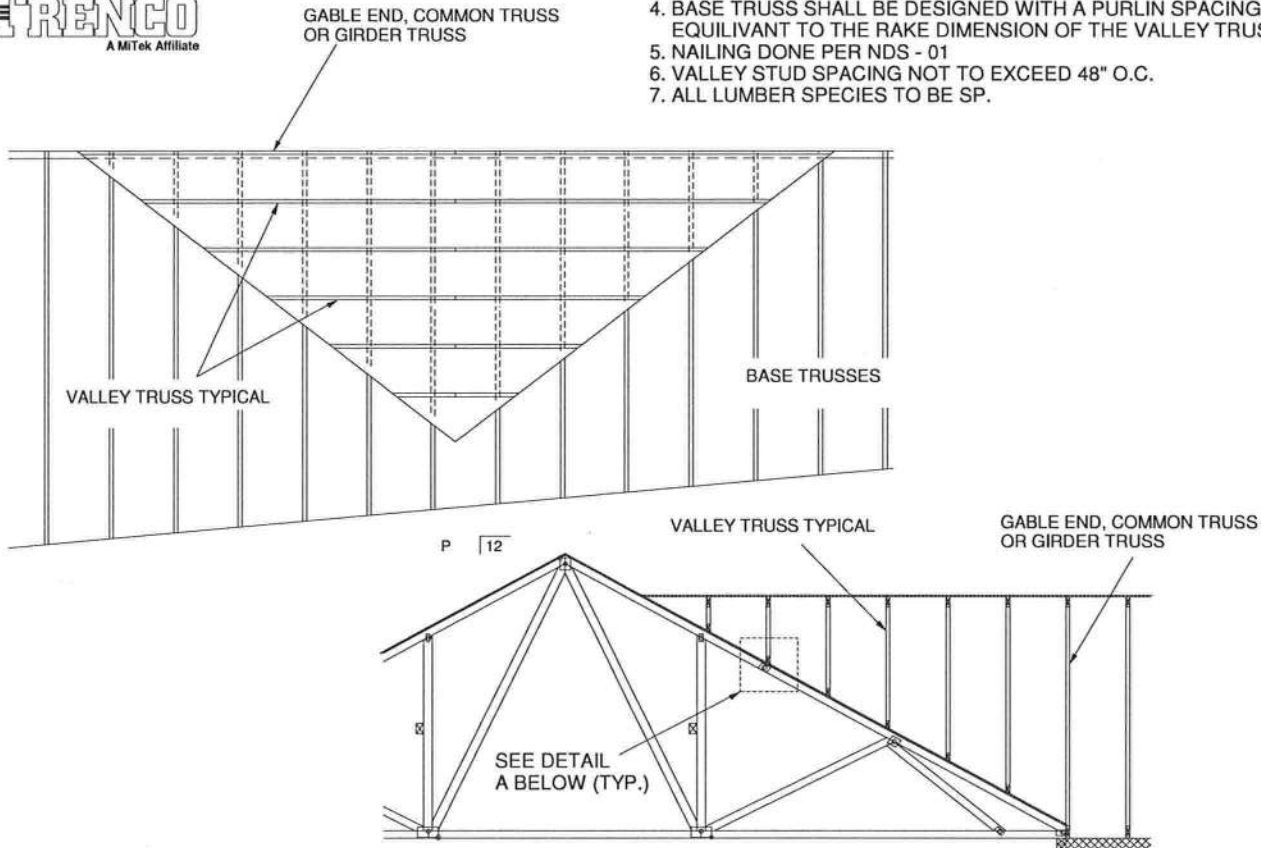 TRENCO
A MiTek Affiliate
GABLE END, COMMON TRUSS
OR GIRDER TRUSS
4. BASE TRUSS SHALL BE DESIGNED WITH A PURLIN SPACING
EQUILIVANT TO THE RAKE DIMENSION OF THE VALLEY
5. NAILING DONE PER NDS - 01
6. VALLEY STUD SPACING NOT TO EXCEED 48" O.C.
7. ALL LUMBER SPECIES TO BE SP.
VALLEY TRUSS TYPICAL
BASE TRUSSES
P 12
VALLEY TRUSS TYPICAL
GABLE END, COMMON TRUSS
OR GIRDER TRUSS
SEE DETAIL
A BELOW (TYP.)